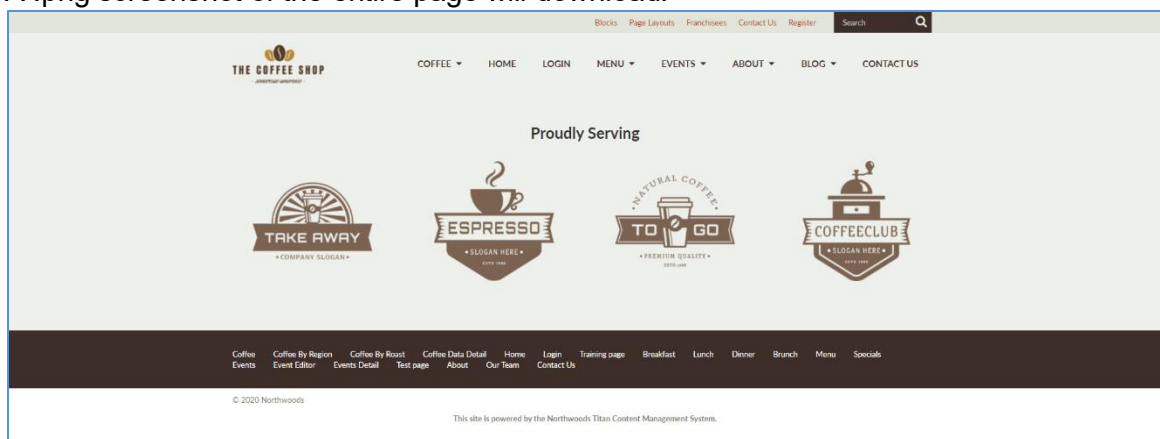 . A png screenshot of the entire page will download.
Blocks Page Layouts Franchisees Contact Us Register Search
THE COFFEE SHOP
COFFEE HOME LOGIN MENU EVENTS ABOUT BLOG CONTACT US
Proudly Serving
TAKE AWAY
•COMPANY SLOGAN•
ESPRESSO
•SLOGAN HERE•
•NATURAL COFFEE•
TO GO
•PREMIUM QUALITY•
COFFEECLUB
•SLOGAN HERE•
Coffee Coffee By Region Coffee By Roast Coffee Data Detail Home Login Training page Breakfast Lunch Dinner Brunch Menu Specials
Events Event Editor Events Detail Test page About Our Team Contact Us
© 2020 Northwoods
This site is powered by the Northwoods Titan Content Management System.